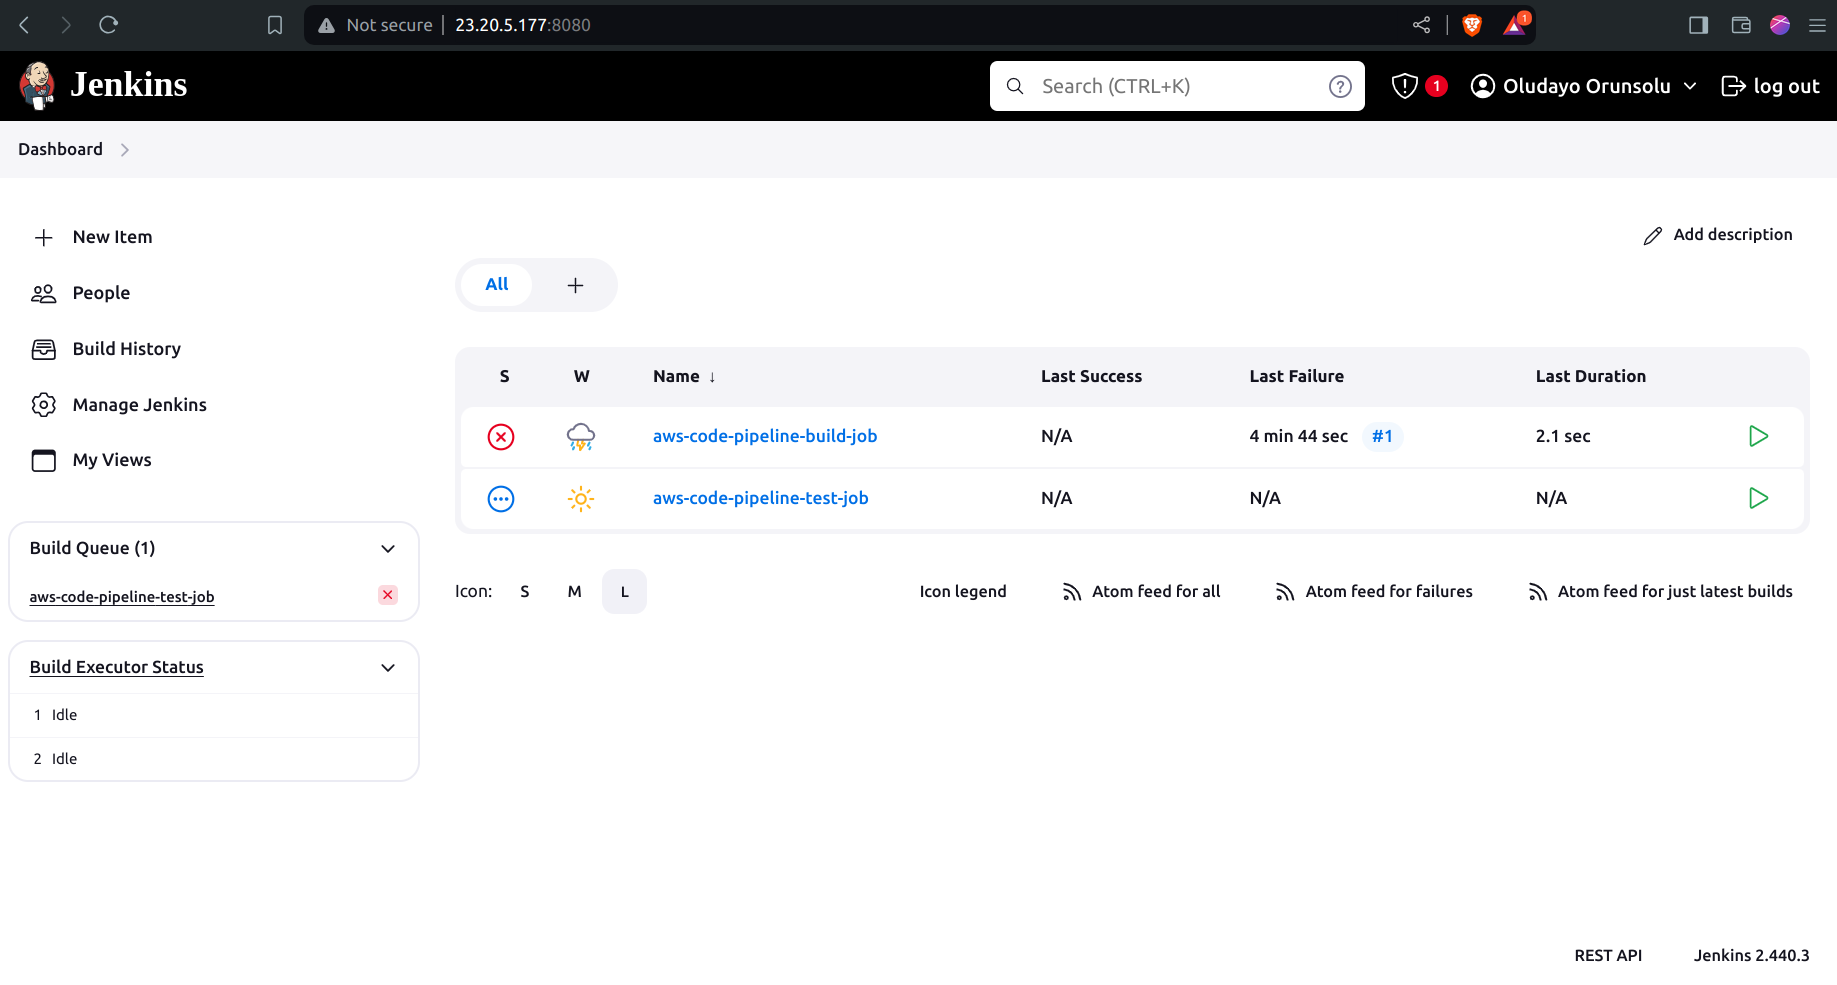 Not secure 23.20.5.177:8080 1
Jenkins Search (CTRL+K) ? 1 Oludayo Orunsolu log out
Dashboard
New Item
People
Build History
Manage Jenkins
My Views
Build Queue (1)
aws-code-pipeline-test-job
Build Executor Status
1 Idle
2 Idle
Add description
All +
S W Name ↓ Last Success Last Failure Last Duration
aws-code-pipeline-build-job N/A 4 min 44 sec #1 2.1 sec
aws-code-pipeline-test-job N/A N/A N/A
Icon: S M L Icon legend Atom feed for all Atom feed for failures Atom feed for just latest builds
REST API Jenkins 2.440.3